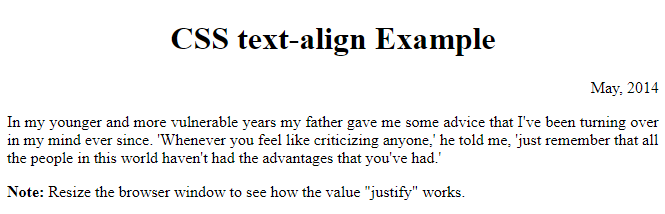 CSS text-align Example
May, 2014
In my younger and more vulnerable years my father gave me some advice that I've been turning over
in my mind ever since. 'Whenever you feel like criticizing anyone,' he told me, 'just remember that all
the people in this world haven't had the advantages that you've had.'
Note: Resize the browser window to see how the value "justify" works.